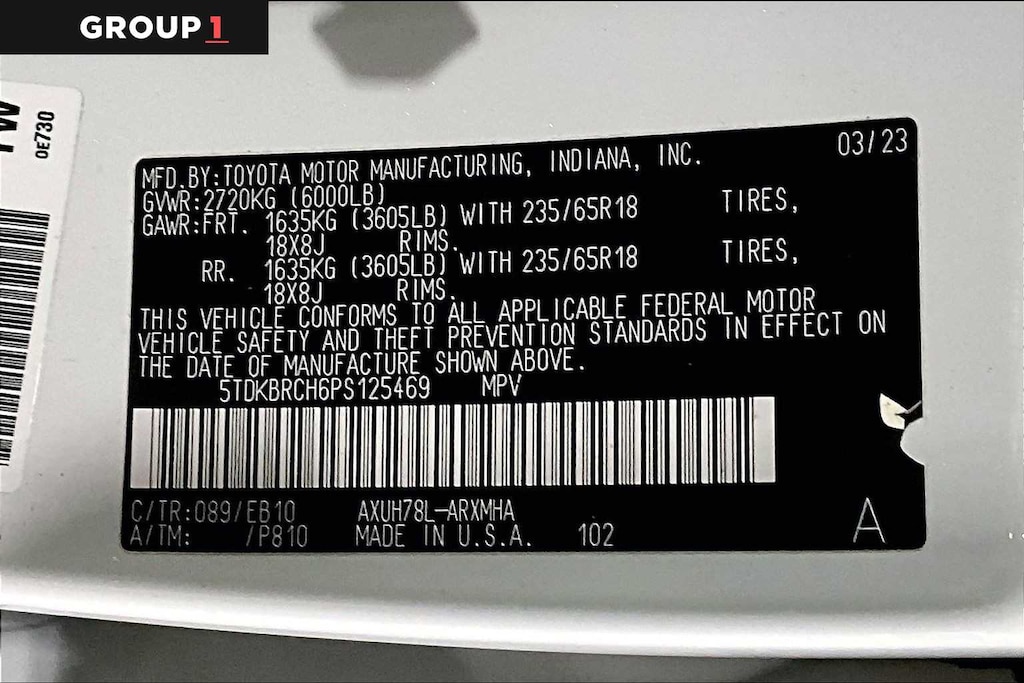 GROUP 1
0E730
MFD.BY:TOYOTA MOTOR MANUFACTURING, INDIANA, INC. 03/23
GVWR:2720KG (6000LB)
GAWR:FRT. 1635KG (3605LB) WITH 235/65R18 TIRES,
18X8J RIMS.
RR. 1635KG (3605LB) WITH 235/65R18 TIRES,
18X8J RIMS.
THIS VEHICLE CONFORMS TO ALL APPLICABLE FEDERAL MOTOR
VEHICLE SAFETY AND THEFT PREVENTION STANDARDS IN EFFECT ON
THE DATE OF MANUFACTURE SHOWN ABOVE.
5TDKBRCH6PS125469 MPV
C/TR:089/EB10 AXUH78L-ARXMHA
A/TM: /P810 MADE IN U.S.A. 102 A